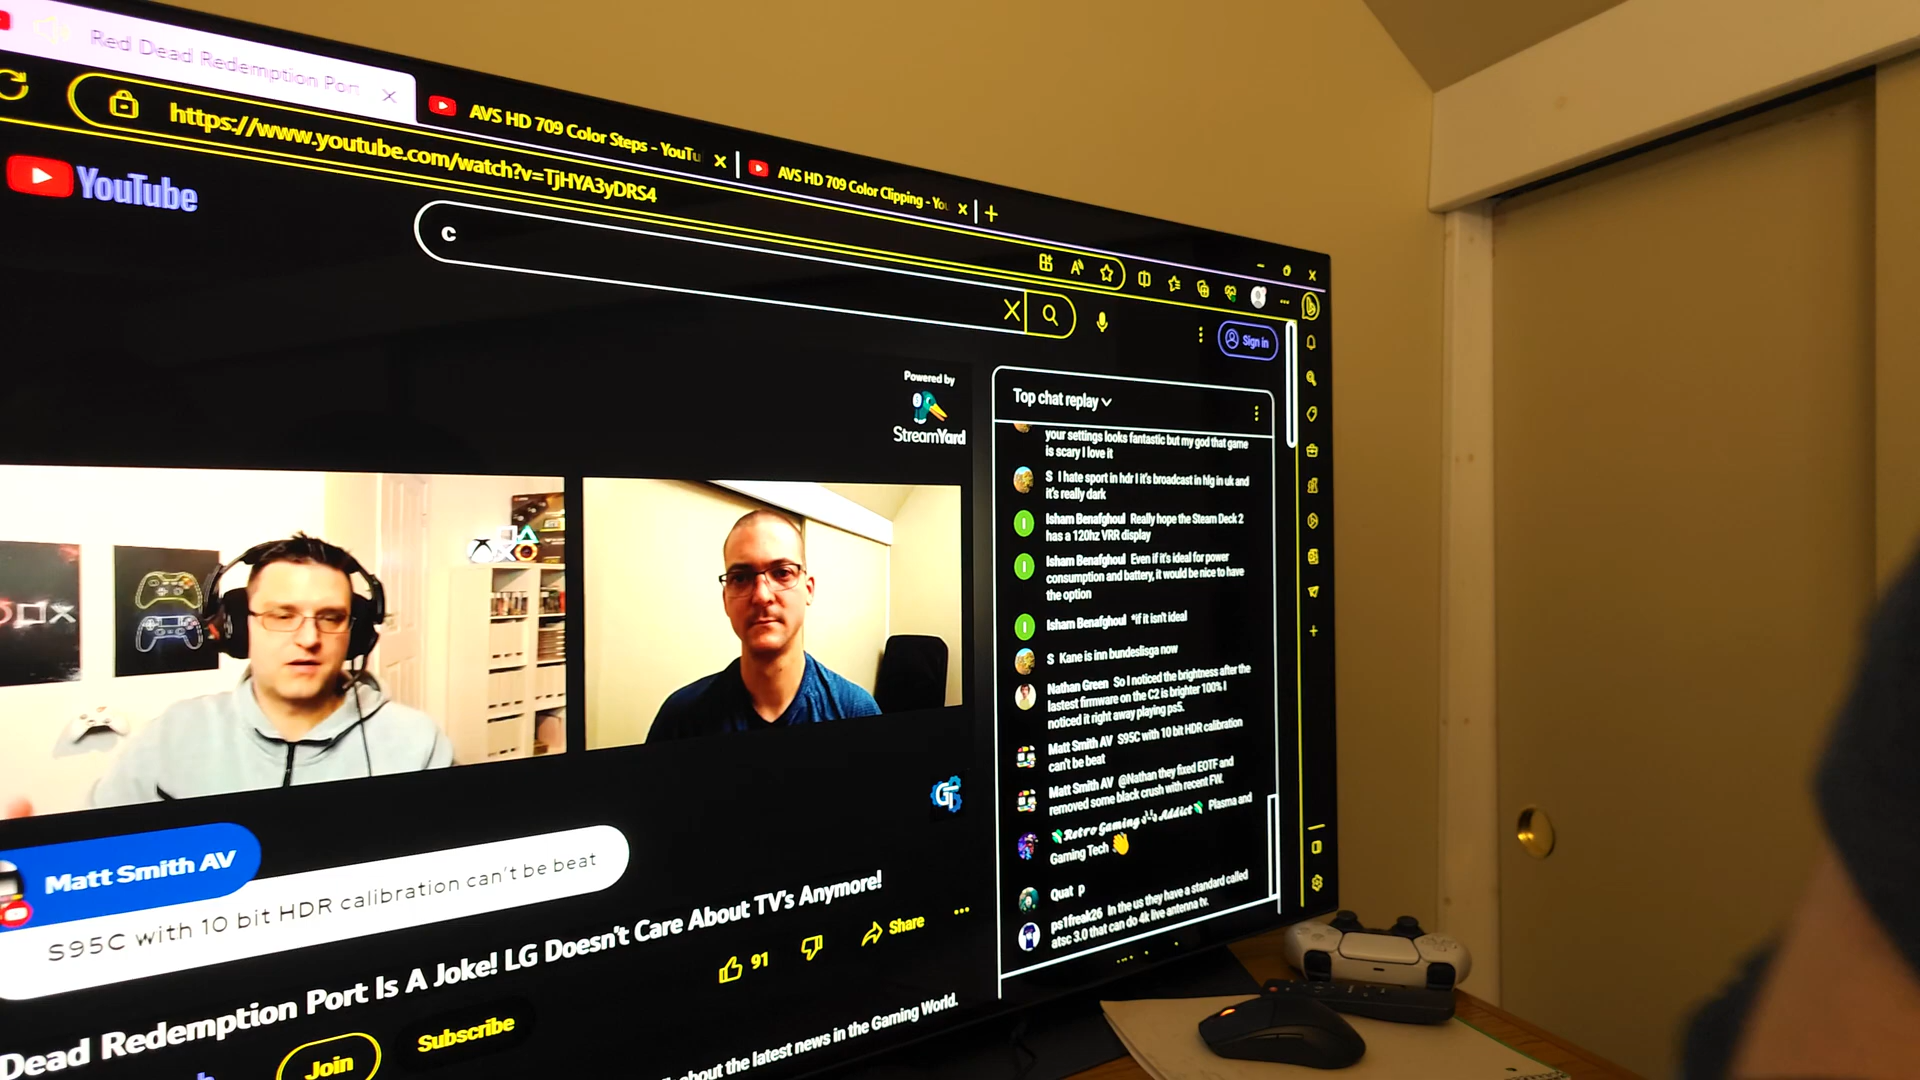 Red Dead Redemption Port
AVS HD 709 Color Steps - YouTu
AVS HD 709 Color Clipping - You
https://www.youtube.com/watch?v=TjHYA3yDRS4
YouTube
c
Sign in
Powered by
StreamYard
Top chat replay
your settings looks fantastic but my god that game
is scary I love it
S I hate sport in hdr I it's broadcast in hlg in uk and
it's really dark
Isham Benafghoul Really hope the Steam Deck 2
has a 120hz VRR display
Isham Benafghoul Even if it's ideal for power
consumption and battery, it would be nice to have
the option
Isham Benafghoul *if it isn't ideal
S Kane is inn bundeslisga now
Nathan Green So I noticed the brightness after the
lastest firmware on the C2 is brighter 100% I
noticed it right away playing ps5.
Matt Smith AV S95C with 10 bit HDR calibration
can't be beat
Matt Smith AV @Nathan they fixed EOTF and
removed some black crush with recent FW.
Retro Gaming Addict Plasma and
Gaming Tech
Quat p
ps1freak26 In the us they have a standard called
atsc 3.0 that can do 4k live antenna tv.
GT
Matt Smith AV
S95C with 10 bit HDR calibration can't be beat
Dead Redemption Port Is A Joke! LG Doesn't Care About TV's Anymore!
91
Share
Join
Subscribe
about the latest news in the Gaming World.